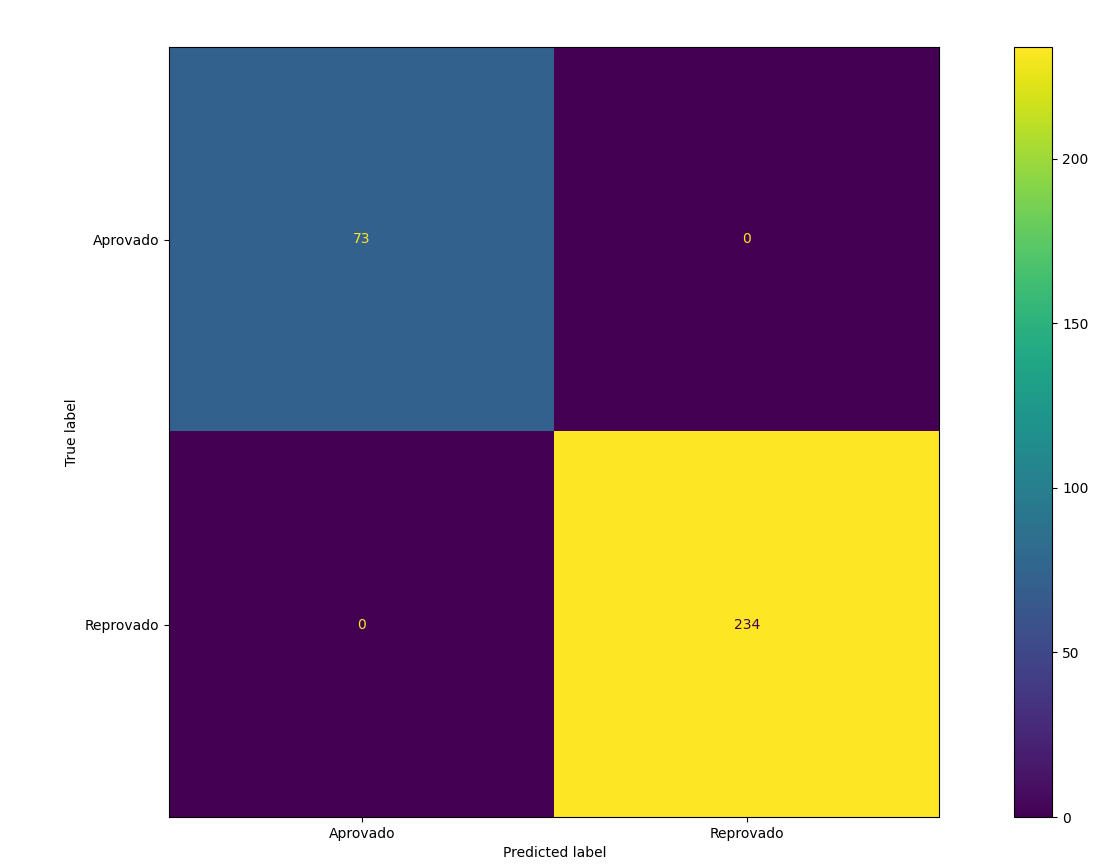 True label
Aprovado
Reprovado
73
0
0
234
Aprovado
Reprovado
Predicted label
200
150
100
50
0